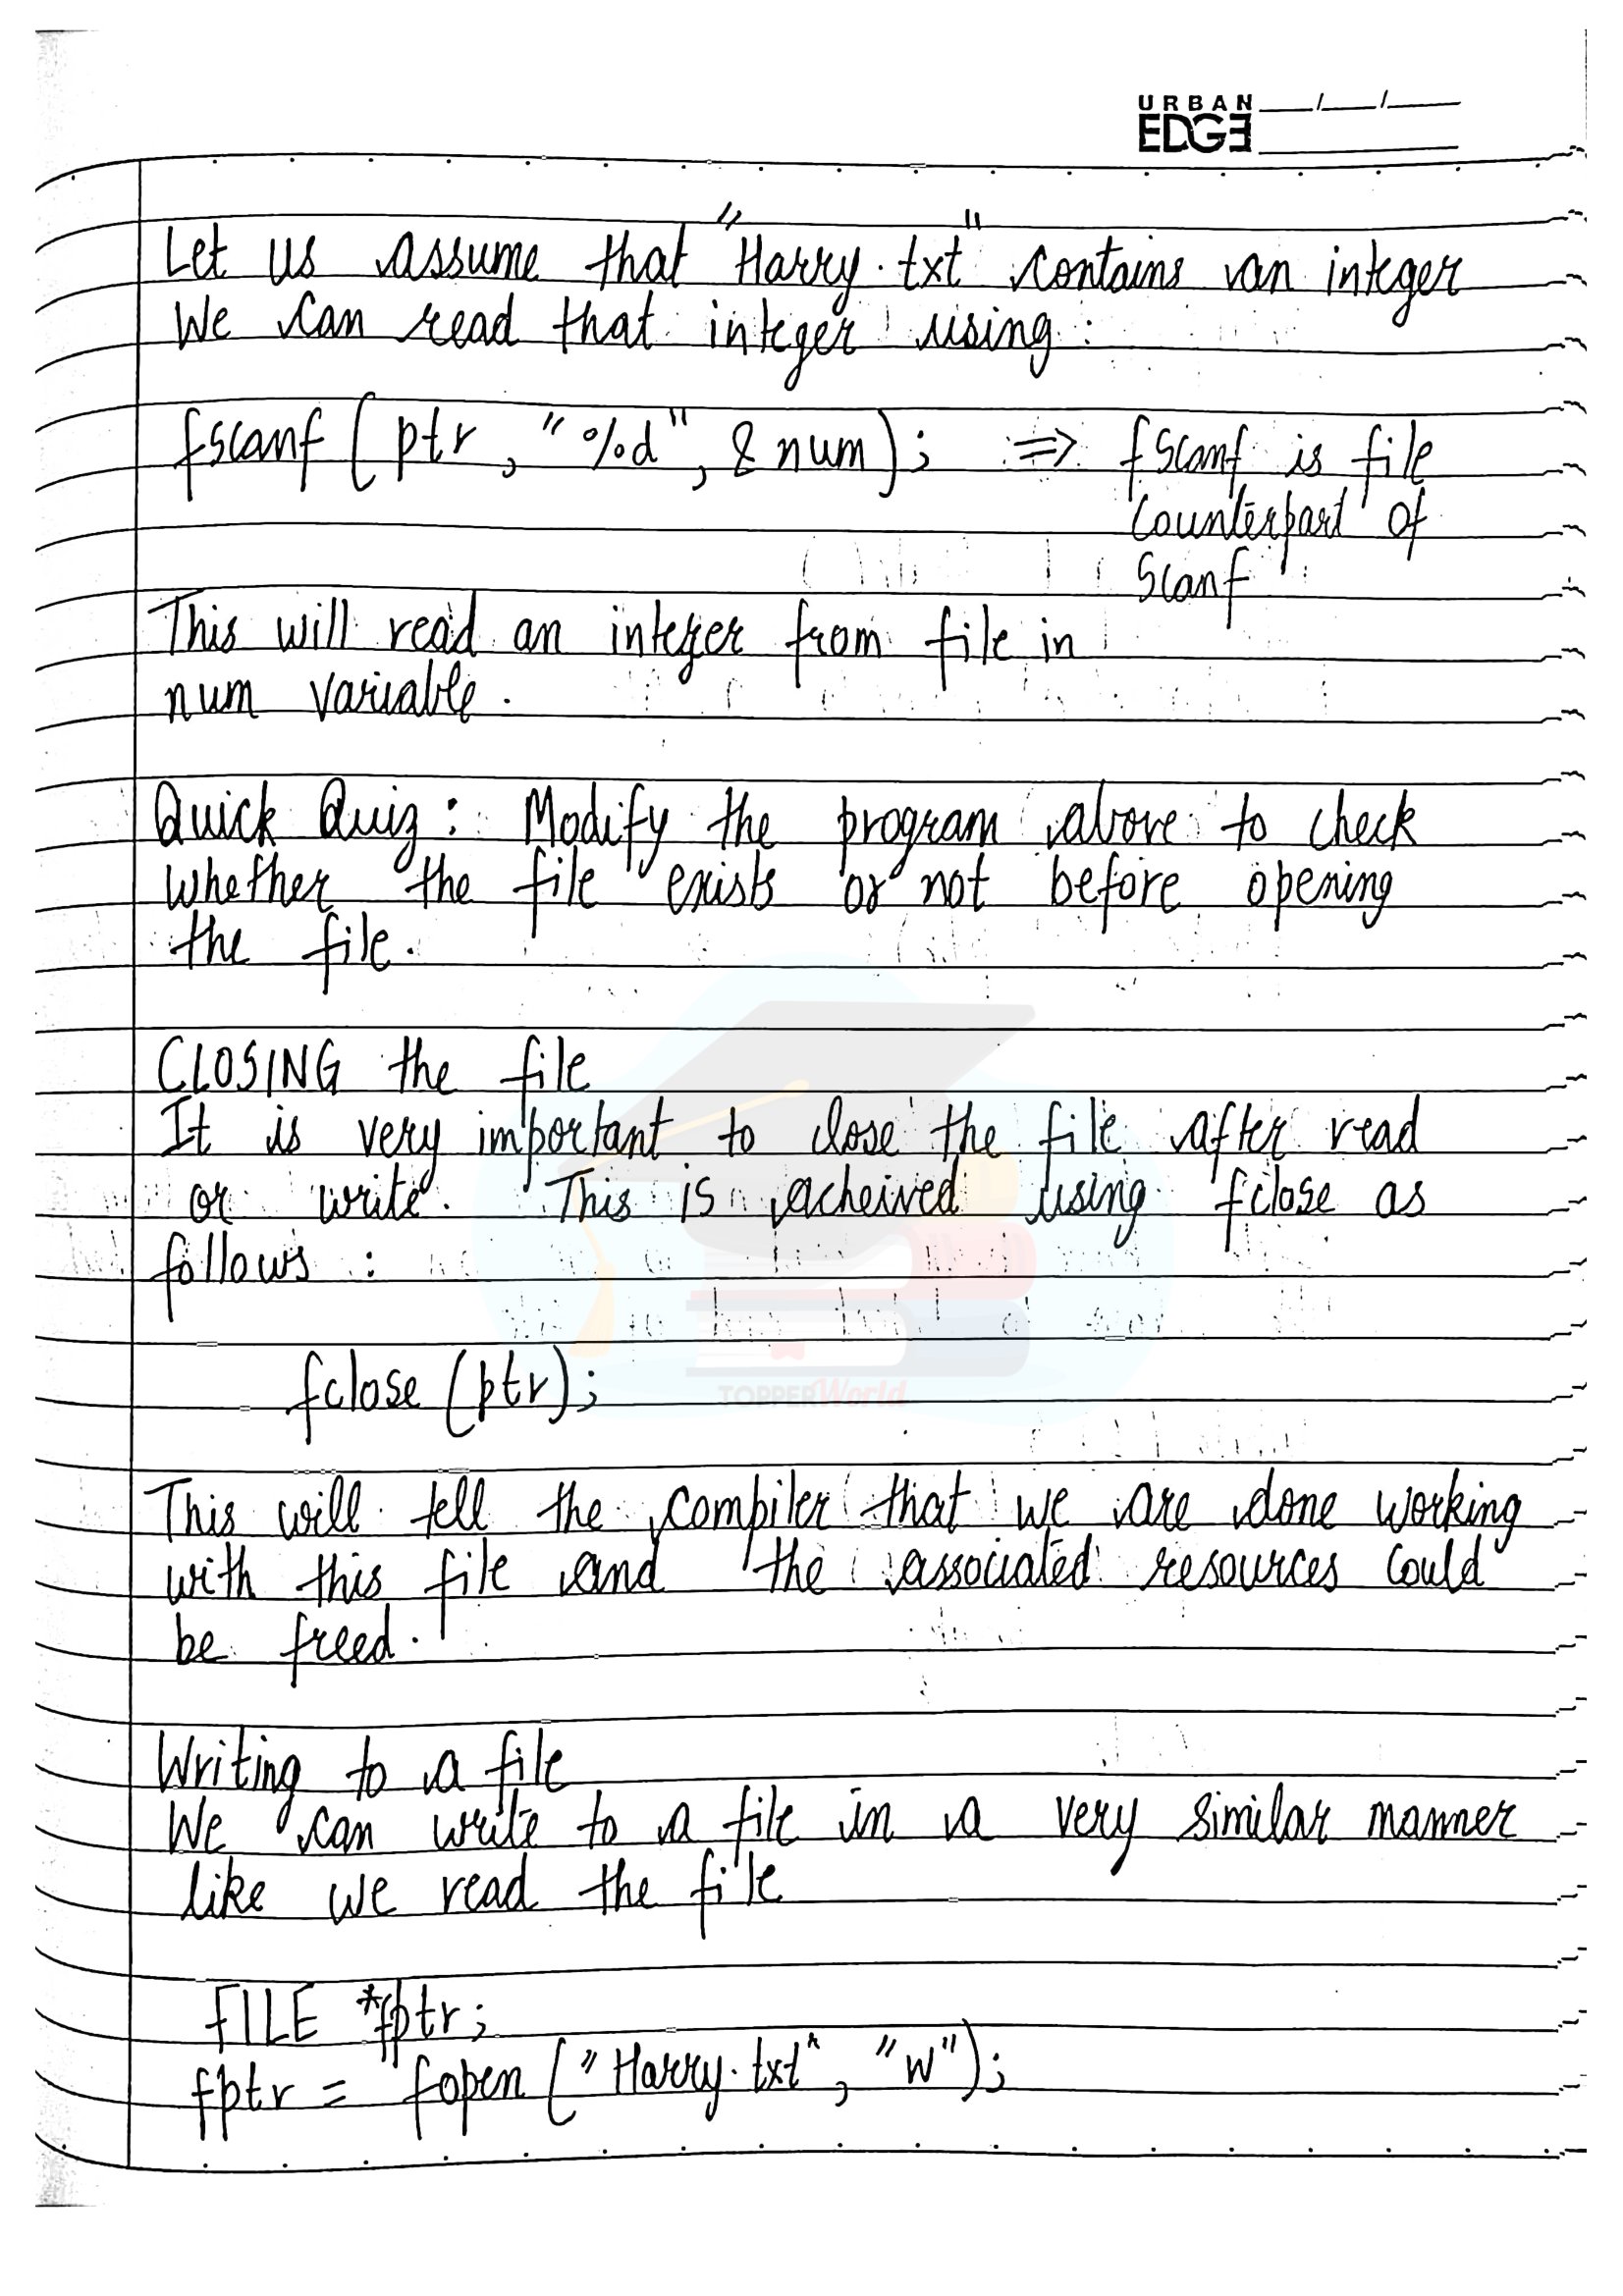 URBAN
EDGE
Let us assume that "Harry.txt" contains an integer
We can read that integer using :
fscanf (ptr, "%d", &num); => fscanf is file
counterpart of
scanf
This will read an integer from file in
num variable.
Quick Quiz : Modify the program above to check
whether the file exists or not before opening
the file.
CLOSING the file
It is very important to close the file after read
or write. This is acheived using fclose as
follows :
fclose (ptr);
TOPPERWorld
This will tell the compiler that we are done working
with this file and the associated resources could
be freed.
Writing to a file
We can write to a file in a very similar manner
like we read the file
FILE *fptr;
fptr = fopen ("Harry.txt", "w");